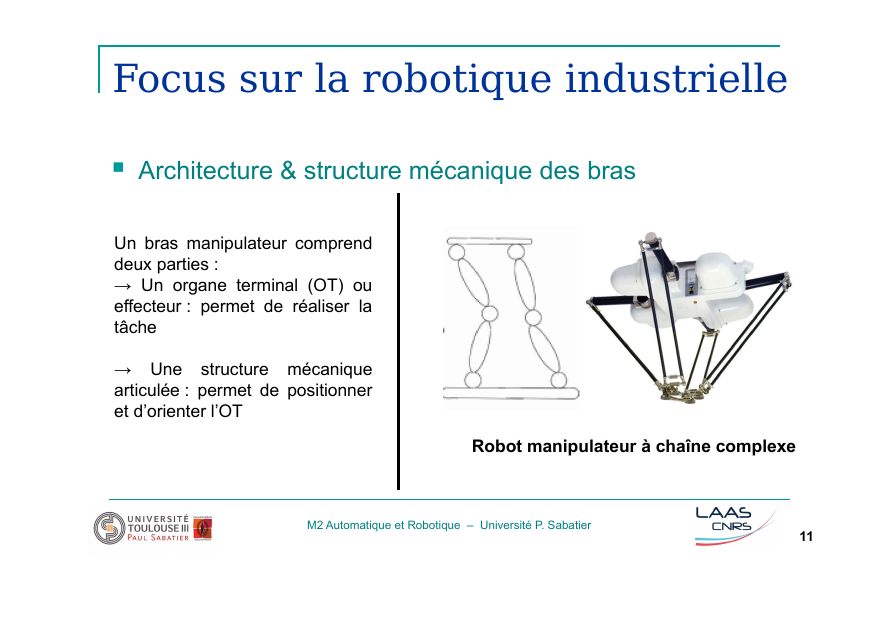 Focus sur la robotique industrielle
Architecture & structure mécanique des bras
Un bras manipulateur comprend
deux parties :
→ Un organe terminal (OT) ou
effecteur : permet de réaliser la
tâche
→ Une structure mécanique
articulée : permet de positionner
et d’orienter l’OT
Robot manipulateur à chaîne complexe
UNIVERSITÉ
TOULOUSE III
PAUL SABATIER
M2 Automatique et Robotique – Université P. Sabatier
LAAS
CNRS
11